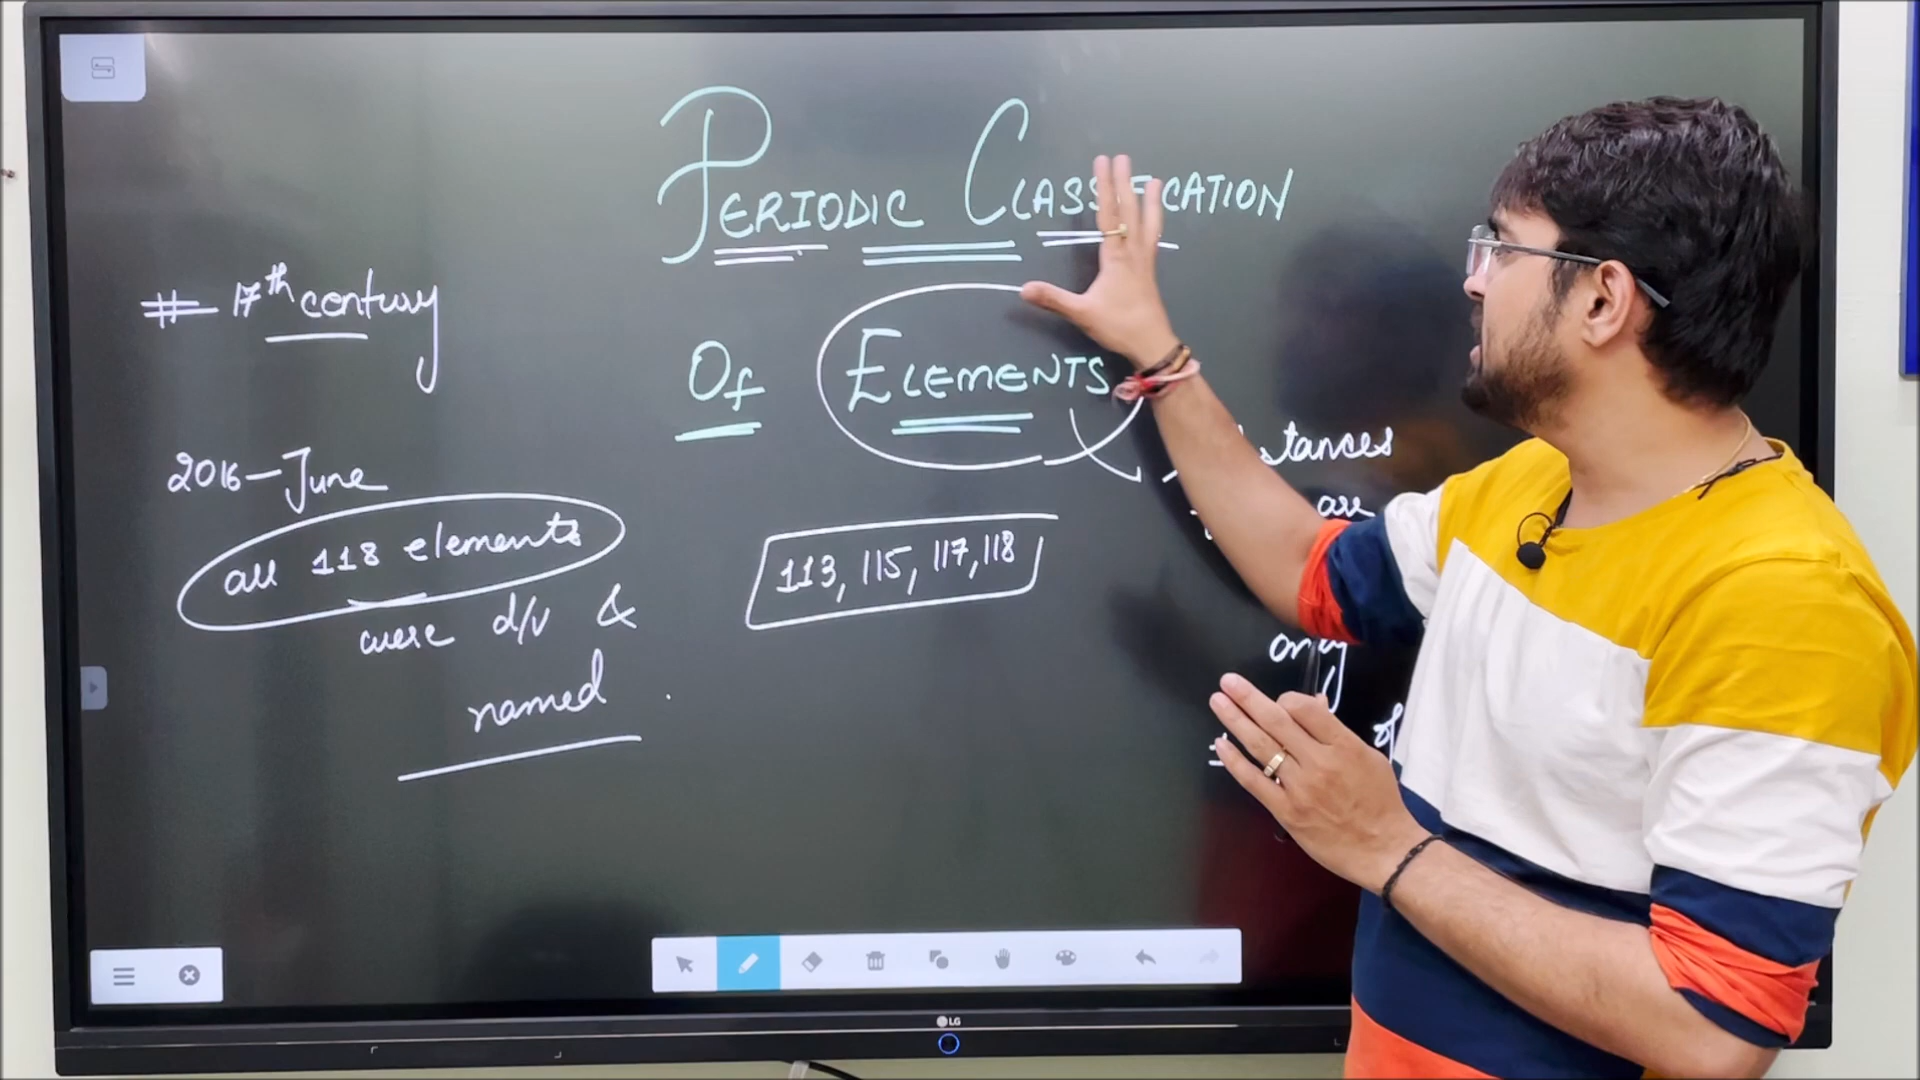 PERIODIC CLASSIFICATION
# 17th century
Of ELEMENTS
2016-June
all 118 elements
were d/v &
named.
113, 115, 117, 118
are
only
of
LG